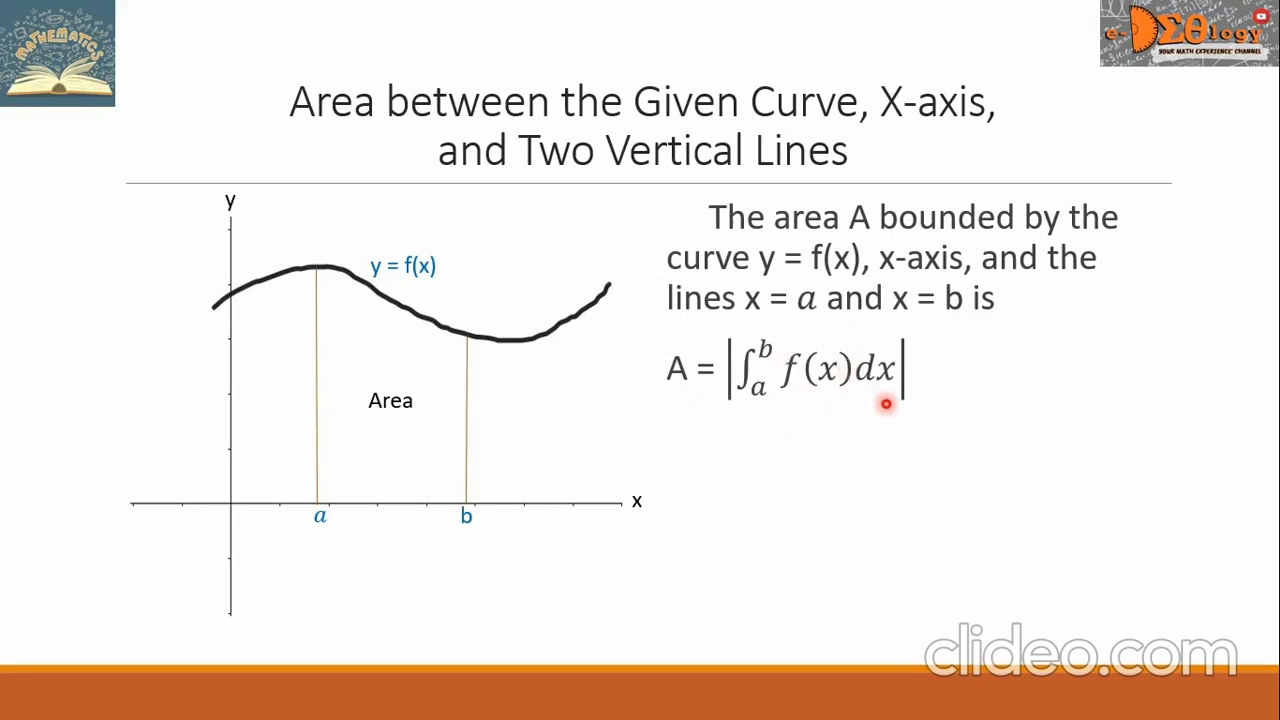 MATHEMATICS
e-DΣθlogy
YOUR MATH EXPERIENCE CHANNEL
Area between the Given Curve, X-axis,
and Two Vertical Lines
y
y = f(x)
Area
x
a
b
The area A bounded by the
curve y = f(x), x-axis, and the
lines x = a and x = b is
A = |∫ₐᵇ f(x)dx|
clideo.com